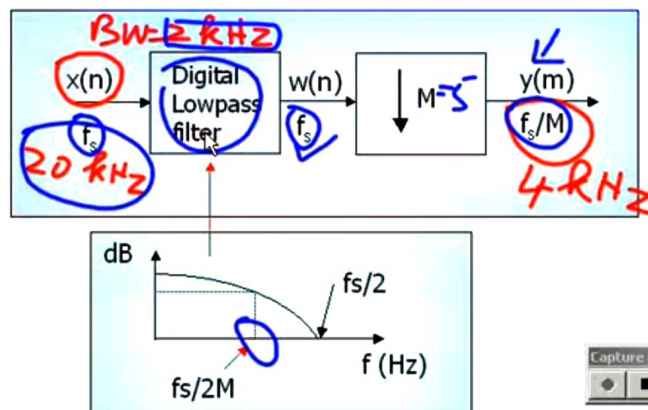 BW=2 kHz
x(n)
Digital
Lowpass
filter
w(n)
M=5
y(m)
fs
fs
fs/M
20 kHz
4 kHz
dB
fs/2
f (Hz)
fs/2M
Capture